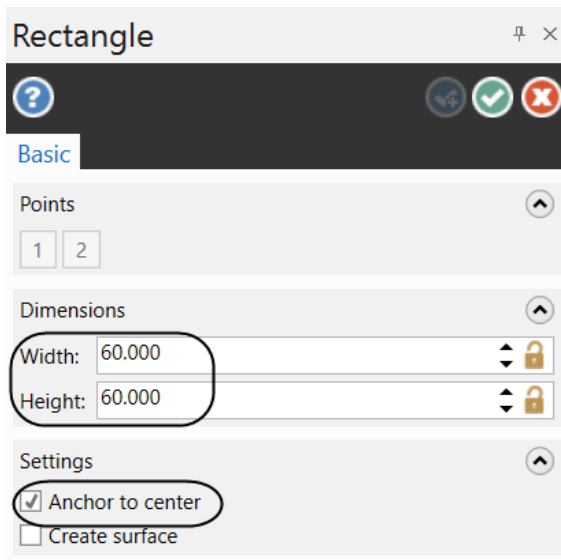 Rectangle
?
Basic
Points
1 2
Dimensions
Width: 60.000
Height: 60.000
Settings
Anchor to center
Create surface